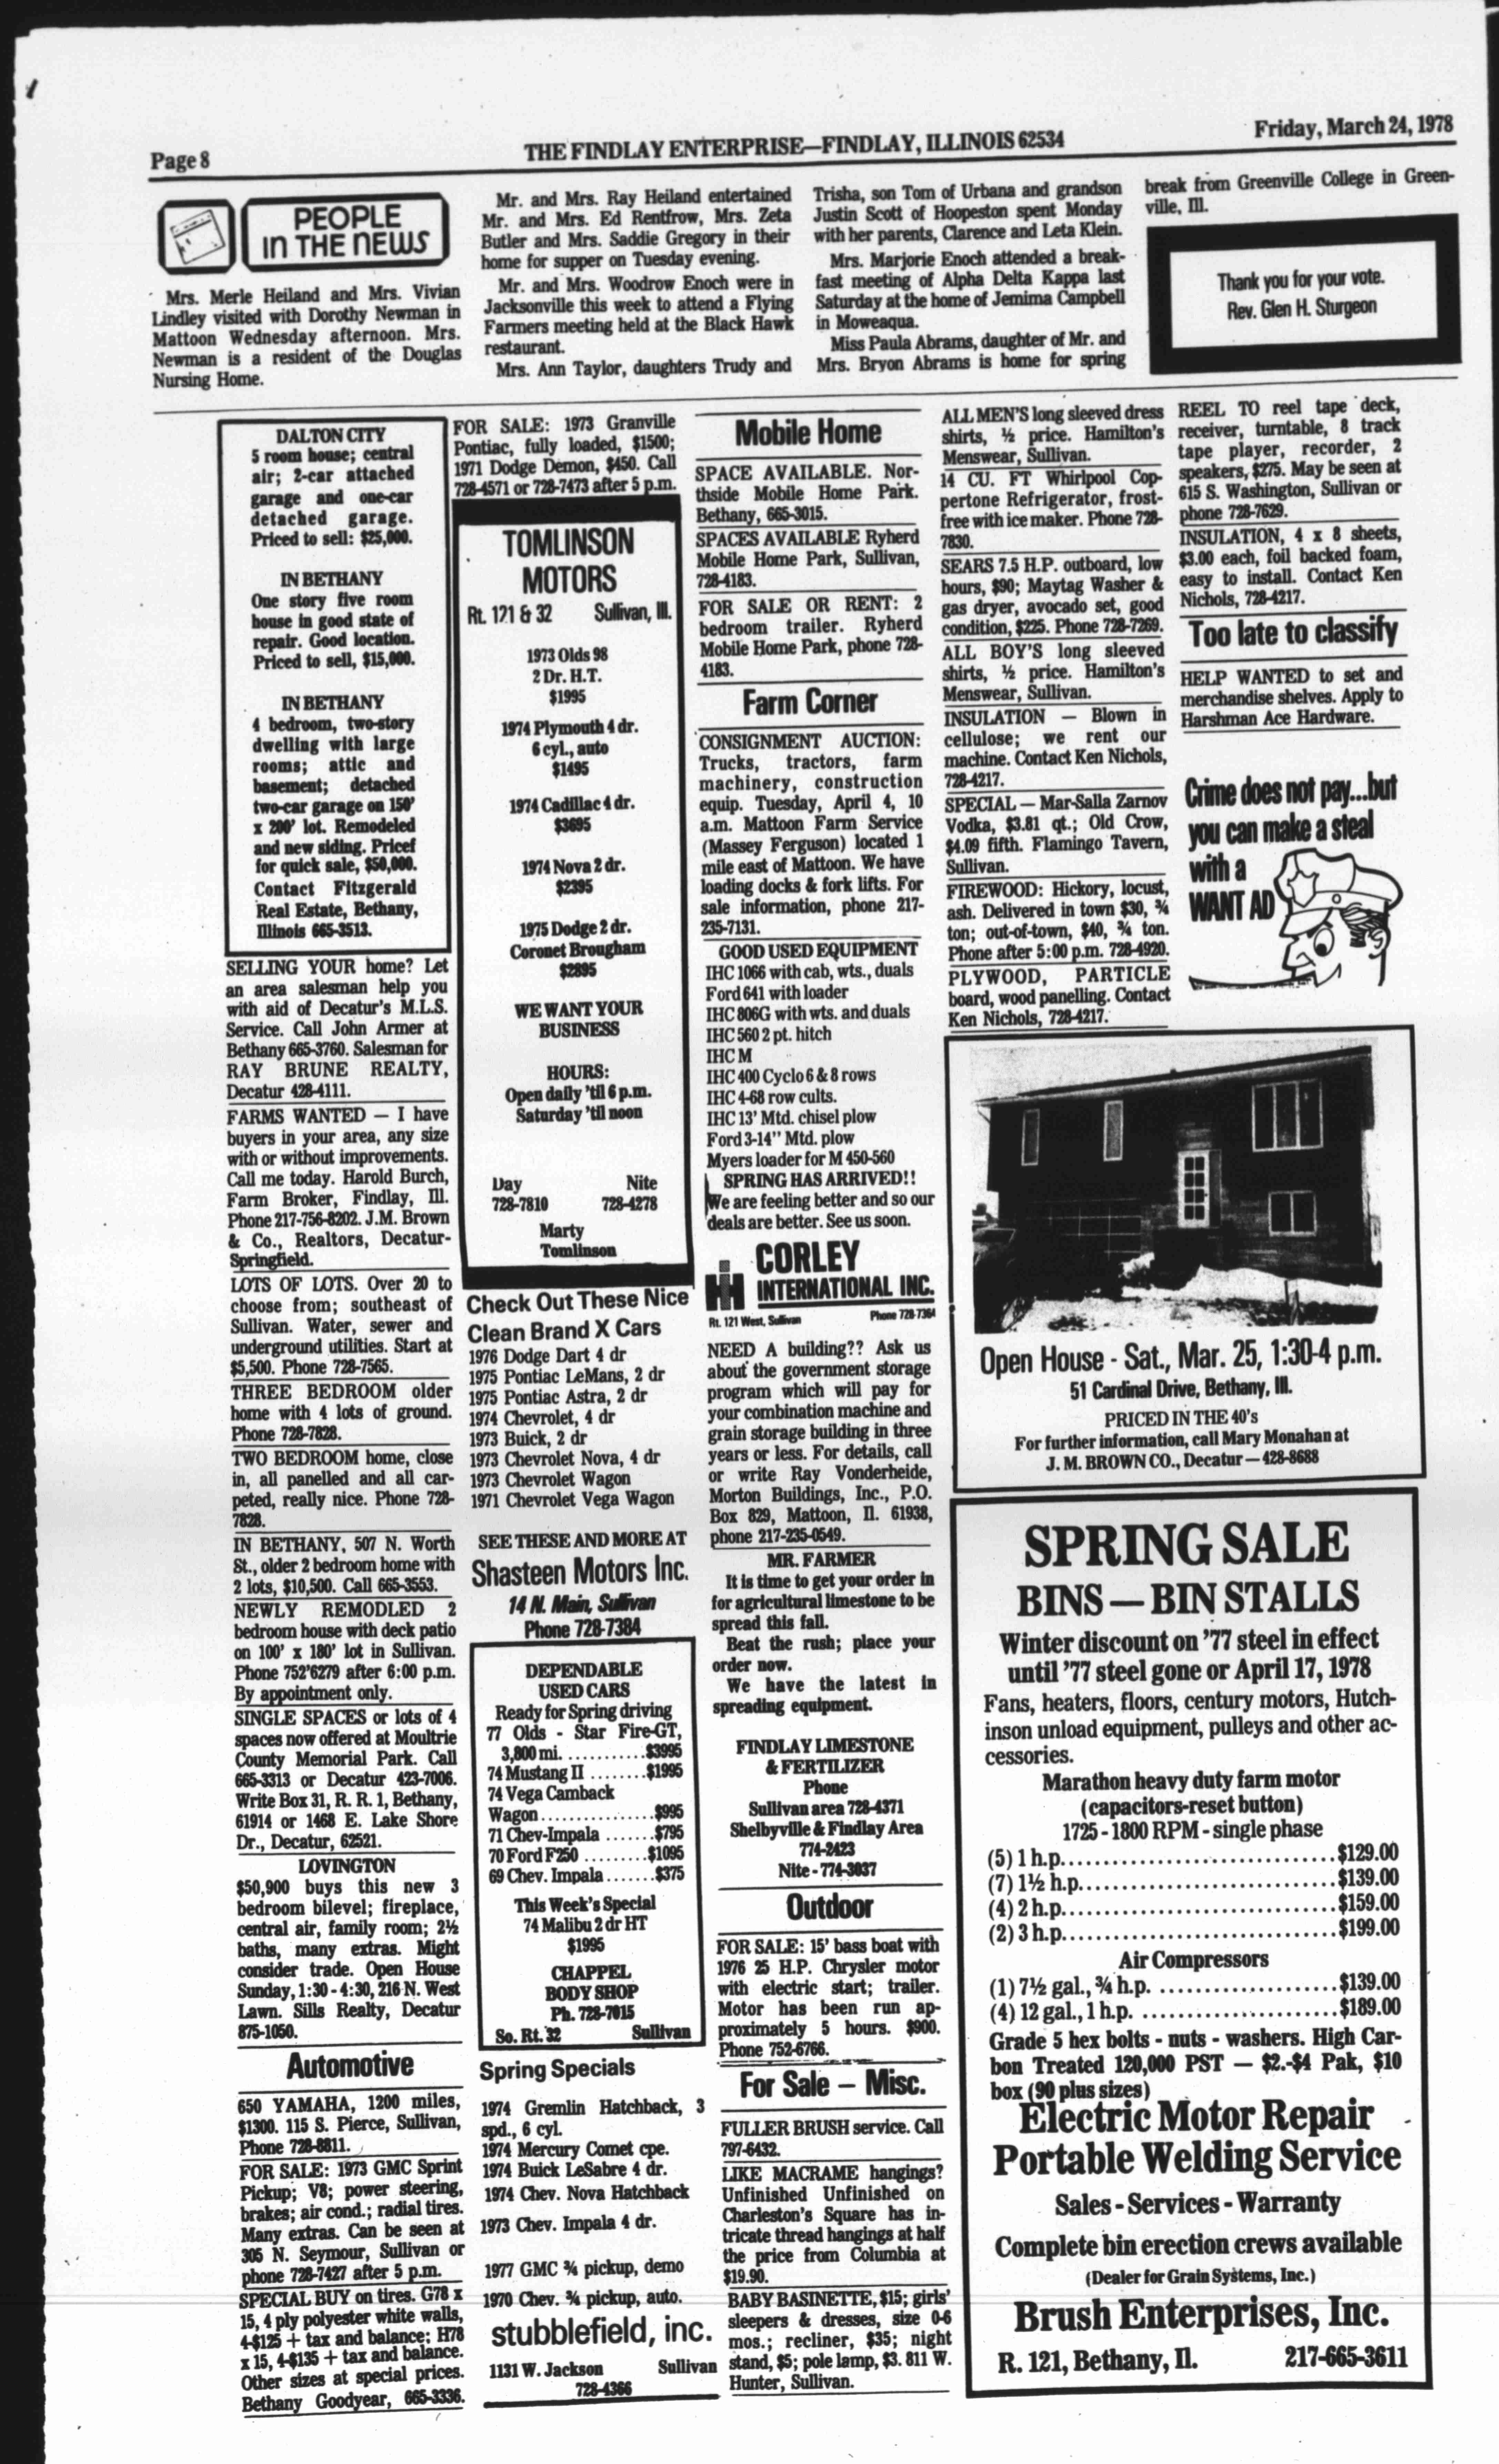 Page 8
THE FINDLAY ENTERPRISE—FINDLAY, ILLINOIS 62534
Friday, March 24, 1978
PEOPLE
IN THE NEWS
Mrs. Merle Heiland and Mrs. Vivian
Lindley visited with Dorothy Newman in
Mattoon Wednesday afternoon. Mrs.
Newman is a resident of the Douglas
Nursing Home.
Mr. and Mrs. Ray Heiland entertained
Mr. and Mrs. Ed Rentfrow, Mrs. Zeta
Butler and Mrs. Saddie Gregory in their
home for supper on Tuesday evening.
Mr. and Mrs. Woodrow Enoch were in
Jacksonville this week to attend a Flying
Farmers meeting held at the Black Hawk
restaurant.
Mrs. Ann Taylor, daughters Trudy and
Trisha, son Tom of Urbana and grandson
Justin Scott of Hoopeston spent Monday
with her parents, Clarence and Leta Klein.
Mrs. Marjorie Enoch attended a break-
fast meeting of Alpha Delta Kappa last
Saturday at the home of Jemima Campbell
in Moweaqua.
Miss Paula Abrams, daughter of Mr. and
Mrs. Bryon Abrams is home for spring
break from Greenville College in Green-
ville, Ill.
Thank you for your vote.
Rev. Glen H. Sturgeon
DALTON CITY
5 room house; central
air; 2-car attached
garage and one-car
detached garage.
Priced to sell: $25,000.
IN BETHANY
One story five room
house in good state of
repair. Good location.
Priced to sell, $15,000.
IN BETHANY
4 bedroom, two-story
dwelling with large
rooms; attic and
basement; detached
two-car garage on 150'
x 200' lot. Remodeled
and new siding. Pricef
for quick sale, $50,000.
Contact Fitzgerald
Real Estate, Bethany,
Illinois 665-3513.
SELLING YOUR home? Let
an area salesman help you
with aid of Decatur's M.L.S.
Service. Call John Armer at
Bethany 665-3760. Salesman for
RAY BRUNE REALTY,
Decatur 428-4111.
FARMS WANTED — I have
buyers in your area, any size
with or without improvements.
Call me today. Harold Burch,
Farm Broker, Findlay, Ill.
Phone 217-756-8202. J.M. Brown
& Co., Realtors, Decatur-
Springfield.
LOTS OF LOTS. Over 20 to
choose from; southeast of
Sullivan. Water, sewer and
underground utilities. Start at
$5,500. Phone 728-7565.
THREE BEDROOM older
home with 4 lots of ground.
Phone 728-7828.
TWO BEDROOM home, close
in, all panelled and all car-
peted, really nice. Phone 728-
7828.
IN BETHANY, 507 N. Worth
St., older 2 bedroom home with
2 lots, $10,500. Call 665-3553.
NEWLY REMODLED 2
bedroom house with deck patio
on 100' x 180' lot in Sullivan.
Phone 752'6279 after 6:00 p.m.
By appointment only.
SINGLE SPACES or lots of 4
spaces now offered at Moultrie
County Memorial Park. Call
665-3313 or Decatur 423-7006.
Write Box 31, R. R. 1, Bethany,
61914 or 1468 E. Lake Shore
Dr., Decatur, 62521.
LOVINGTON
$50,900 buys this new 3
bedroom bilevel; fireplace,
central air, family room; 2½
baths, many extras. Might
consider trade. Open House
Sunday, 1:30 - 4:30, 216 N. West
Lawn. Sills Realty, Decatur
875-1050.
Automotive
650 YAMAHA, 1200 miles,
$1300. 115 S. Pierce, Sullivan,
Phone 728-8811.
FOR SALE: 1973 GMC Sprint
Pickup; V8; power steering,
brakes; air cond.; radial tires.
Many extras. Can be seen at
305 N. Seymour, Sullivan or
phone 728-7427 after 5 p.m.
SPECIAL BUY on tires. G78 x
15, 4 ply polyester white walls,
4-$125 + tax and balance; H78
x 15, 4-$135 + tax and balance.
Other sizes at special prices.
Bethany Goodyear, 665-3336.
FOR SALE: 1973 Granville
Pontiac, fully loaded, $1500;
1971 Dodge Demon, $450. Call
728-4571 or 728-7473 after 5 p.m.
TOMLINSON
MOTORS
Rt. 121 & 32 Sullivan, Ill.
1973 Olds 98
2 Dr. H.T.
$1995
1974 Plymouth 4 dr.
6 cyl., auto
$1495
1974 Cadillac 4 dr.
$3695
1974 Nova 2 dr.
$2395
1975 Dodge 2 dr.
Coronet Brougham
$2895
WE WANT YOUR
BUSINESS
HOURS:
Open daily 'til 6 p.m.
Saturday 'til noon
Day Nite
728-7810 728-4278
Marty
Tomlinson
Check Out These Nice
Clean Brand X Cars
1976 Dodge Dart 4 dr
1975 Pontiac LeMans, 2 dr
1975 Pontiac Astra, 2 dr
1974 Chevrolet, 4 dr
1973 Buick, 2 dr
1973 Chevrolet Nova, 4 dr
1973 Chevrolet Wagon
1971 Chevrolet Vega Wagon
SEE THESE AND MORE AT
Shasteen Motors Inc.
14 N. Main, Sullivan
Phone 728-7384
DEPENDABLE
USED CARS
Ready for Spring driving
77 Olds - Star Fire-GT,
3,800 mi. ...........$3995
74 Mustang II ........$1995
74 Vega Camback
Wagon................$995
71 Chev-Impala .......$795
70 Ford F250 .........$1095
69 Chev. Impala.......$375
This Week's Special
74 Malibu 2 dr HT
$1995
CHAPPEL
BODY SHOP
Ph. 728-7015
So. Rt. 32 Sullivan
Spring Specials
1974 Gremlin Hatchback, 3
spd., 6 cyl.
1974 Mercury Comet cpe.
1974 Buick LeSabre 4 dr.
1974 Chev. Nova Hatchback
1973 Chev. Impala 4 dr.
1977 GMC ¾ pickup, demo
1970 Chev. ¾ pickup, auto.
stubblefield, inc.
1131 W. Jackson Sullivan
728-4366
Mobile Home
SPACE AVAILABLE. Nor-
thside Mobile Home Park.
Bethany, 665-3015.
SPACES AVAILABLE Ryherd
Mobile Home Park, Sullivan,
728-4183.
FOR SALE OR RENT: 2
bedroom trailer. Ryherd
Mobile Home Park, phone 728-
4183.
Farm Corner
CONSIGNMENT AUCTION:
Trucks, tractors, farm
machinery, construction
equip. Tuesday, April 4, 10
a.m. Mattoon Farm Service
(Massey Ferguson) located 1
mile east of Mattoon. We have
loading docks & fork lifts. For
sale information, phone 217-
235-7131.
GOOD USED EQUIPMENT
IHC 1066 with cab, wts., duals
Ford 641 with loader
IHC 806G with wts. and duals
IHC 560 2 pt. hitch
IHC M
IHC 400 Cyclo 6 & 8 rows
IHC 4-68 row cults.
IHC 13' Mtd. chisel plow
Ford 3-14" Mtd. plow
Myers loader for M 450-560
SPRING HAS ARRIVED!!
We are feeling better and so our
deals are better. See us soon.
CORLEY
INTERNATIONAL INC.
Rt. 121 West, Sullivan Phone 728-7364
NEED A building?? Ask us
about the government storage
program which will pay for
your combination machine and
grain storage building in three
years or less. For details, call
or write Ray Vonderheide,
Morton Buildings, Inc., P.O.
Box 829, Mattoon, Il. 61938,
phone 217-235-0549.
MR. FARMER
It is time to get your order in
for agricultural limestone to be
spread this fall.
Beat the rush; place your
order now.
We have the latest in
spreading equipment.
FINDLAY LIMESTONE
& FERTILIZER
Phone
Sullivan area 728-4371
Shelbyville & Findlay Area
774-2423
Nite - 774-3037
Outdoor
FOR SALE: 15' bass boat with
1976 25 H.P. Chrysler motor
with electric start; trailer.
Motor has been run ap-
proximately 5 hours. $900.
Phone 752-6766.
For Sale — Misc.
FULLER BRUSH service. Call
797-6432.
LIKE MACRAME hangings?
Unfinished Unfinished on
Charleston's Square has in-
tricate thread hangings at half
the price from Columbia at
$19.90.
BABY BASINETTE, $15; girls'
sleepers & dresses, size 0-6
mos.; recliner, $35; night
stand, $5; pole lamp, $3. 811 W.
Hunter, Sullivan.
ALL MEN'S long sleeved dress
shirts, ½ price. Hamilton's
Menswear, Sullivan.
14 CU. FT Whirlpool Cop-
pertone Refrigerator, frost-
free with ice maker. Phone 728-
7830.
SEARS 7.5 H.P. outboard, low
hours, $90; Maytag Washer &
gas dryer, avocado set, good
condition, $225. Phone 728-7269.
ALL BOY'S long sleeved
shirts, ½ price. Hamilton's
Menswear, Sullivan.
INSULATION — Blown in
cellulose; we rent our
machine. Contact Ken Nichols,
728-4217.
SPECIAL — Mar-Salla Zarnov
Vodka, $3.81 qt.; Old Crow,
$4.09 fifth. Flamingo Tavern,
Sullivan.
FIREWOOD: Hickory, locust,
ash. Delivered in town $30, ¾
ton; out-of-town, $40, ¾ ton.
Phone after 5:00 p.m. 728-4920.
PLYWOOD, PARTICLE
board, wood panelling. Contact
Ken Nichols, 728-4217.
REEL TO reel tape deck,
receiver, turntable, 8 track
tape player, recorder, 2
speakers, $275. May be seen at
615 S. Washington, Sullivan or
phone 728-7629.
INSULATION, 4 x 8 sheets,
$3.00 each, foil backed foam,
easy to install. Contact Ken
Nichols, 728-4217.
Too late to classify
HELP WANTED to set and
merchandise shelves. Apply to
Harshman Ace Hardware.
Crime does not pay...but
you can make a steal
with a
WANT AD
Open House - Sat., Mar. 25, 1:30-4 p.m.
51 Cardinal Drive, Bethany, Ill.
PRICED IN THE 40's
For further information, call Mary Monahan at
J. M. BROWN CO., Decatur — 428-8688
SPRING SALE
BINS — BIN STALLS
Winter discount on '77 steel in effect
until '77 steel gone or April 17, 1978
Fans, heaters, floors, century motors, Hutch-
inson unload equipment, pulleys and other ac-
cessories.
Marathon heavy duty farm motor
(capacitors-reset button)
1725 - 1800 RPM - single phase
(5) 1 h.p.................................$129.00
(7) 1½ h.p...............................$139.00
(4) 2 h.p.................................$159.00
(2) 3 h.p.................................$199.00
Air Compressors
(1) 7½ gal., ¾ h.p. ......................$139.00
(4) 12 gal., 1 h.p. .......................$189.00
Grade 5 hex bolts - nuts - washers. High Car-
bon Treated 120,000 PST — $2.-$4 Pak, $10
box (90 plus sizes)
Electric Motor Repair
Portable Welding Service
Sales - Services - Warranty
Complete bin erection crews available
(Dealer for Grain Systems, Inc.)
Brush Enterprises, Inc.
R. 121, Bethany, Il. 217-665-3611